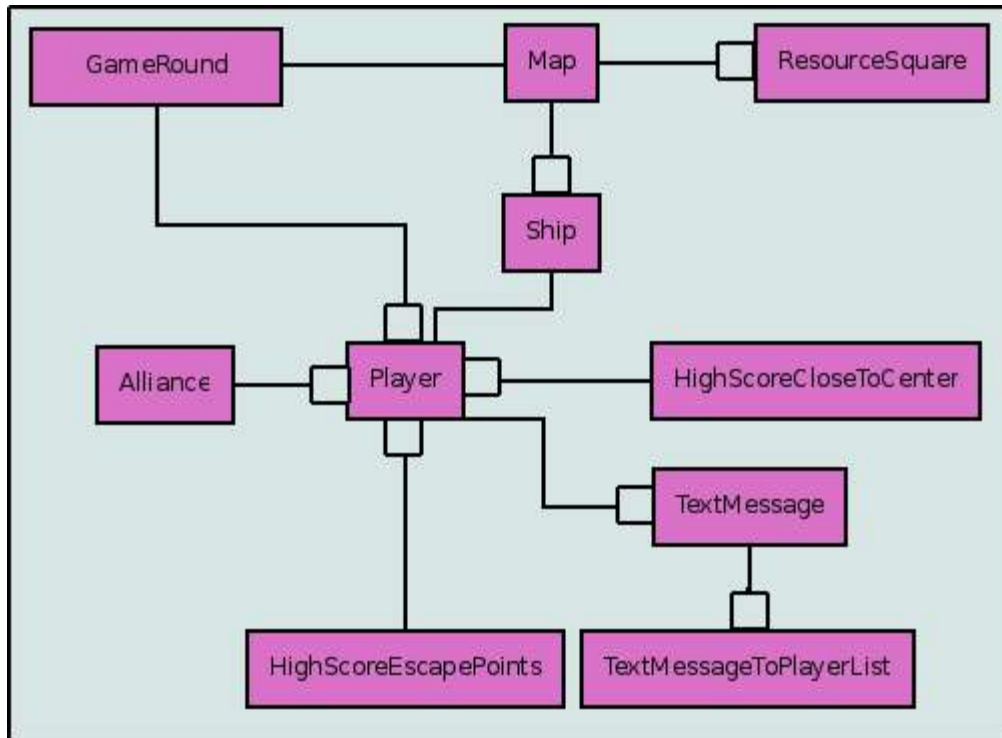 GameRound
Map
ResourceSquare
Ship
Alliance
Player
HighScoreCloseToCenter
TextMessage
HighScoreEscapePoints
TextMessageToPlayerList